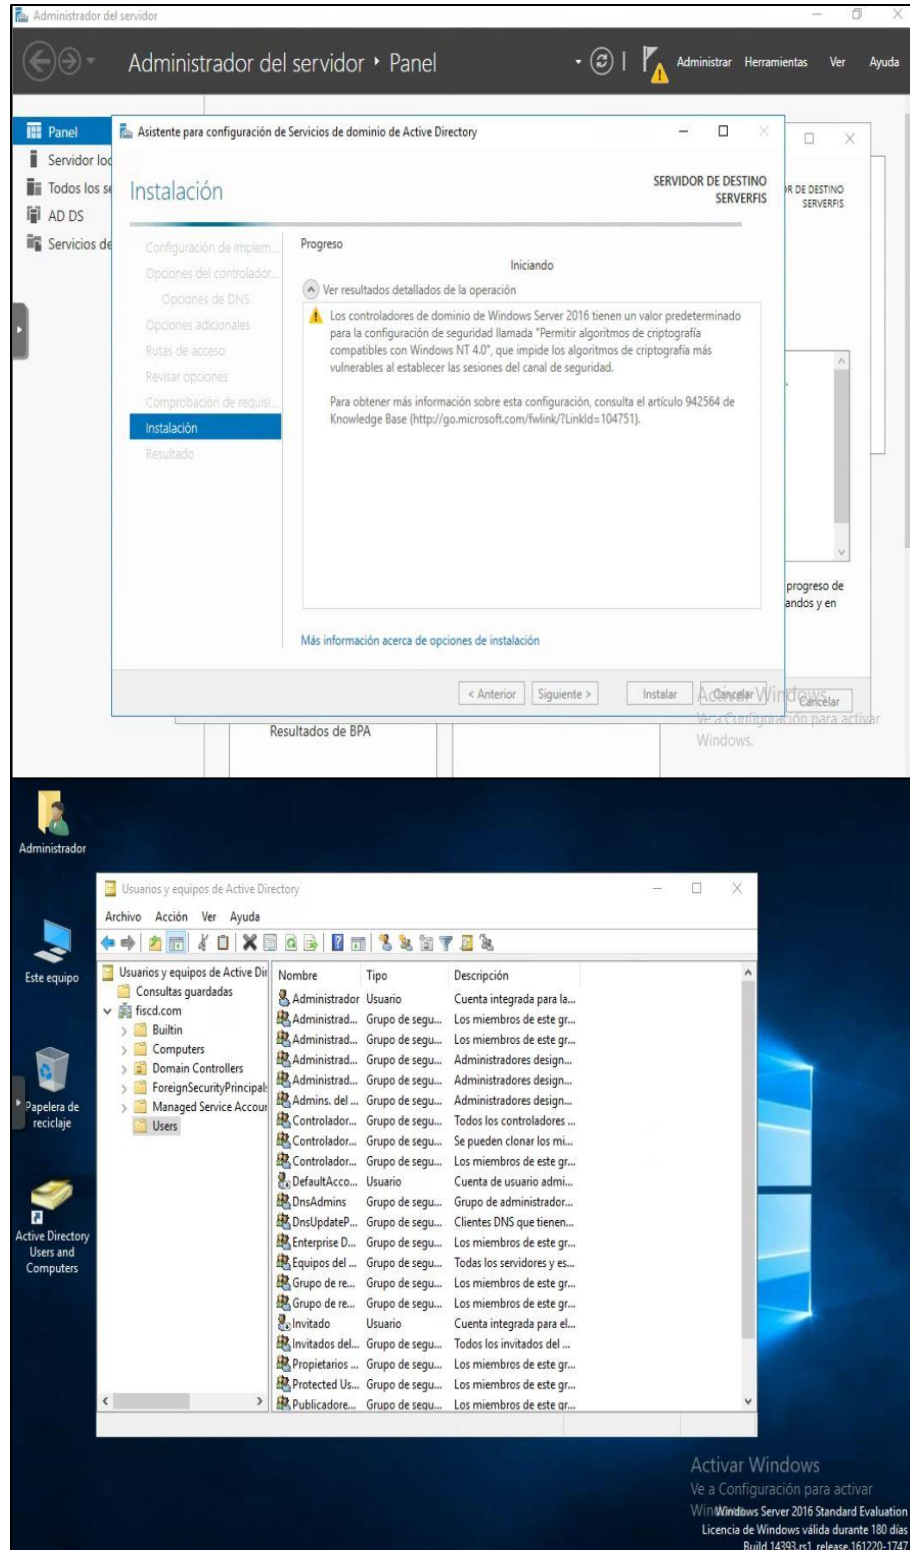 Administrador del servidor
Administrador del servidor ‣ Panel
Administrar Herramientas Ver Ayuda
Panel
Servidor loc
Todos los se
AD DS
Servicios de
Asistente para configuración de Servicios de dominio de Active Directory
Instalación
SERVIDOR DE DESTINO
SERVERFIS
R DE DESTINO
SERVERFIS
Configuración de implem...
Opciones del controlador...
Opciones de DNS
Opciones adicionales
Rutas de acceso
Revisar opciones
Comprobación de requisi...
Instalación
Resultado
Progreso
Iniciando
Ver resultados detallados de la operación
Los controladores de dominio de Windows Server 2016 tienen un valor predeterminado
para la configuración de seguridad llamada "Permitir algoritmos de criptografía
compatibles con Windows NT 4.0", que impide los algoritmos de criptografía más
vulnerables al establecer las sesiones del canal de seguridad.
Para obtener más información sobre esta configuración, consulta el artículo 942564 de
Knowledge Base (http://go.microsoft.com/fwlink/?LinkId=104751).
progreso de
andos y en
Más información acerca de opciones de instalación
< Anterior Siguiente > Instalar Cancelar
Cancelar
Activar Windows
Ve a Configuración para activar
Windows.
Resultados de BPA
Administrador
Este equipo
Papelera de
reciclaje
Active Directory
Users and
Computers
Usuarios y equipos de Active Directory
Archivo Acción Ver Ayuda
Usuarios y equipos de Active Dir
Consultas guardadas
fiscd.com
Builtin
Computers
Domain Controllers
ForeignSecurityPrincipals
Managed Service Accour
Users
Nombre Tipo Descripción
Administrador Usuario Cuenta integrada para la...
Administrad... Grupo de segu... Los miembros de este gr...
Administrad... Grupo de segu... Los miembros de este gr...
Administrad... Grupo de segu... Administradores design...
Administrad... Grupo de segu... Administradores design...
Admins. del ... Grupo de segu... Administradores design...
Controlador... Grupo de segu... Todos los controladores ...
Controlador... Grupo de segu... Se pueden clonar los mi...
Controlador... Grupo de segu... Los miembros de este gr...
DefaultAcco... Usuario Cuenta de usuario admi...
DnsAdmins Grupo de segu... Grupo de administrador...
DnsUpdateP... Grupo de segu... Clientes DNS que tienen...
Enterprise D... Grupo de segu... Los miembros de este gr...
Equipos del ... Grupo de segu... Todas los servidores y es...
Grupo de re... Grupo de segu... Los miembros de este gr...
Grupo de re... Grupo de segu... Los miembros de este gr...
Invitado Usuario Cuenta integrada para el...
Invitados del... Grupo de segu... Todos los invitados del ...
Propietarios ... Grupo de segu... Los miembros de este gr...
Protected Us... Grupo de segu... Los miembros de este gr...
Publicadore... Grupo de segu... Los miembros de este gr...
Activar Windows
Ve a Configuración para activar
Windows Server 2016 Standard Evaluation
Licencia de Windows válida durante 180 días
Build 14393.rs1_release.161220-1747